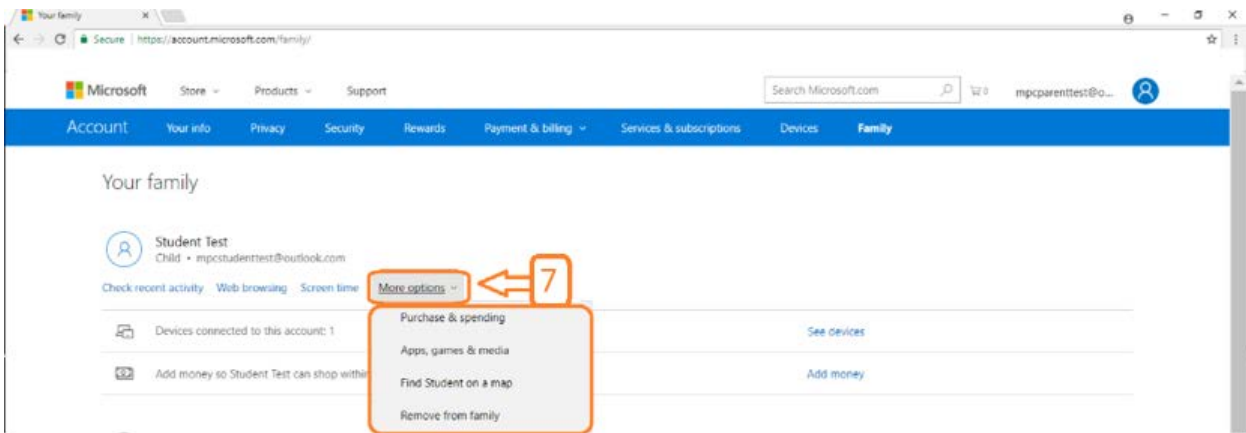 Your family
Secure | https://account.microsoft.com/family/
Microsoft Store Products Support Search Microsoft.com 0 mpcparenttest@o...
Account Your info Privacy Security Rewards Payment & billing Services & subscriptions Devices Family
Your family
Student Test
Child • mpcstudenttest@outlook.com
Check recent activity Web browsing Screen time More options 7
Purchase & spending
Devices connected to this account: 1 See devices
Apps, games & media
Add money so Student Test can shop within Add money
Find Student on a map
Remove from family